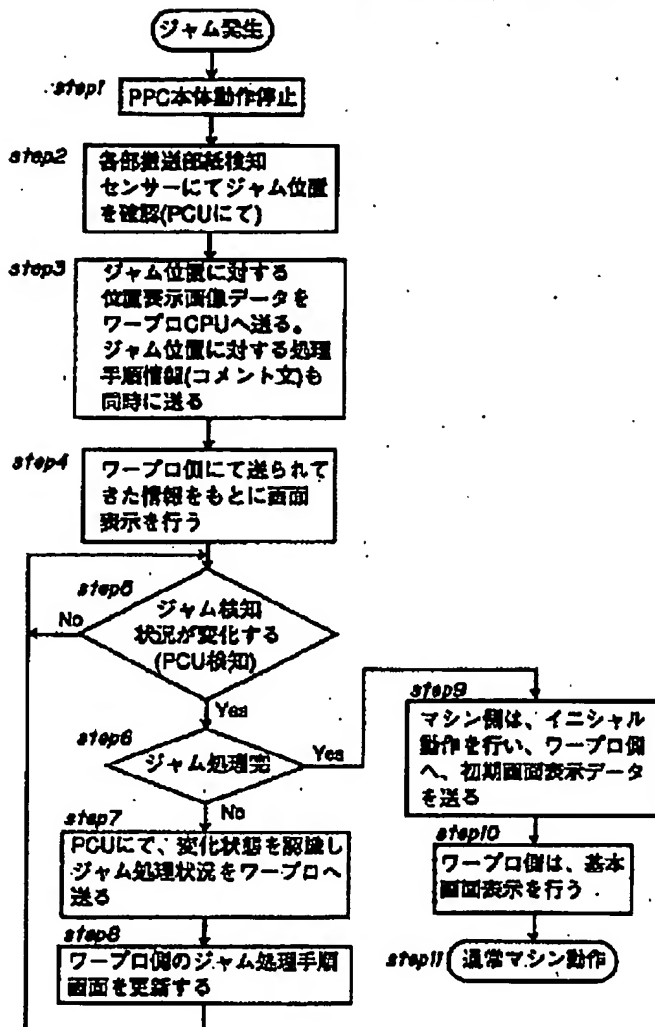 ジャム発生
step1
PPC本体動作停止
step2
各部搬送部紙検知
センサーにてジャム位置
を確認(PCUにて)
step3
ジャム位置に対する
位置表示画像データを
ワープロCPUへ送る。
ジャム位置に対する処理
手順情報(コメント文)も
同時に送る
step4
ワープロ側にて送られて
きた情報をもとに画面
表示を行う
step5
ジャム検知
状況が変化する
(PCU検知)
No
Yes
step6
ジャム処理完
Yes
No
step7
PCUにて、変化状態を認識し
ジャム処理状況をワープロへ
送る
step8
ワープロ側のジャム処理手順
画面を更新する
step9
マシン側は、イニシャル
動作を行い、ワープロ側
へ、初期画面表示データ
を送る
step10
ワープロ側は、基本
画面表示を行う
step11
通常マシン動作